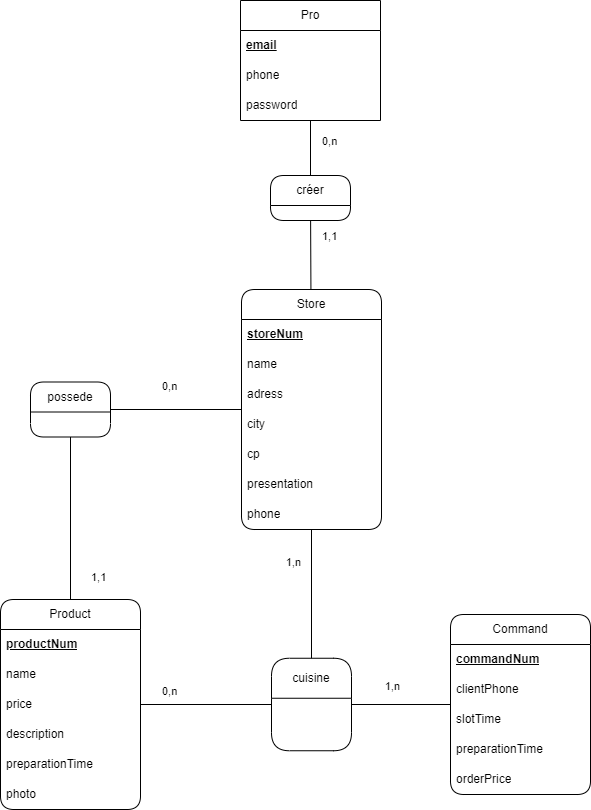 Pro
email
phone
password
0,n
créer
1,1
Store
storeNum
name
adress
city
cp
presentation
phone
possede
0,n
1,1
1,n
Product
productNum
name
price
description
preparationTime
photo
0,n
cuisine
1,n
Command
commandNum
clientPhone
slotTime
preparationTime
orderPrice